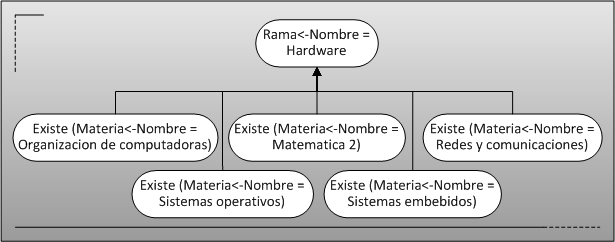 Rama<-Nombre =
Hardware
Existe (Materia<-Nombre =
Organizacion de computadoras)
Existe (Materia<-Nombre =
Matematica 2)
Existe (Materia<-Nombre =
Redes y comunicaciones)
Existe (Materia<-Nombre =
Sistemas operativos)
Existe (Materia<-Nombre =
Sistemas embebidos)